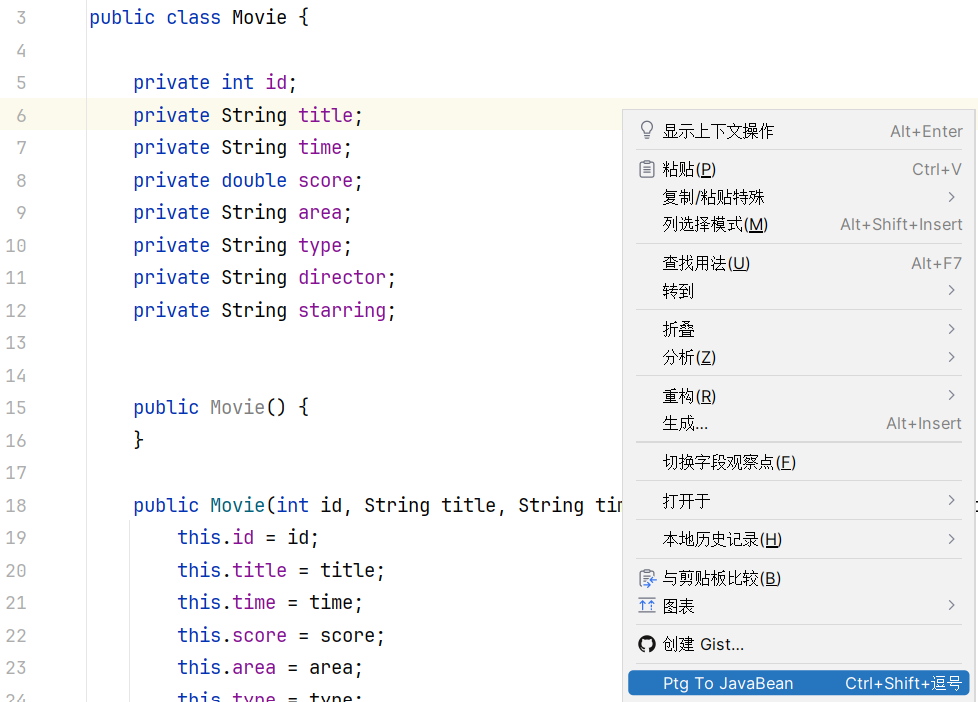 3 public class Movie {
4
5 private int id;
6 private String title;
7 private String time;
8 private double score;
9 private String area;
10 private String type;
11 private String director;
12 private String starring;
13
14
15 public Movie() {
16 }
17
18 public Movie(int id, String title, String tim
19 this.id = id;
20 this.title = title;
21 this.time = time;
22 this.score = score;
23 this.area = area;
24 this.type = type;
显示上下文操作 Alt+Enter
粘贴(P) Ctrl+V
复制/粘贴特殊
列选择模式(M) Alt+Shift+Insert
查找用法(U) Alt+F7
转到
折叠
分析(Z)
重构(R)
生成... Alt+Insert
切换字段观察点(F)
打开于
本地历史记录(H)
与剪贴板比较(B)
图表
创建 Gist...
Ptg To JavaBean Ctrl+Shift+逗号